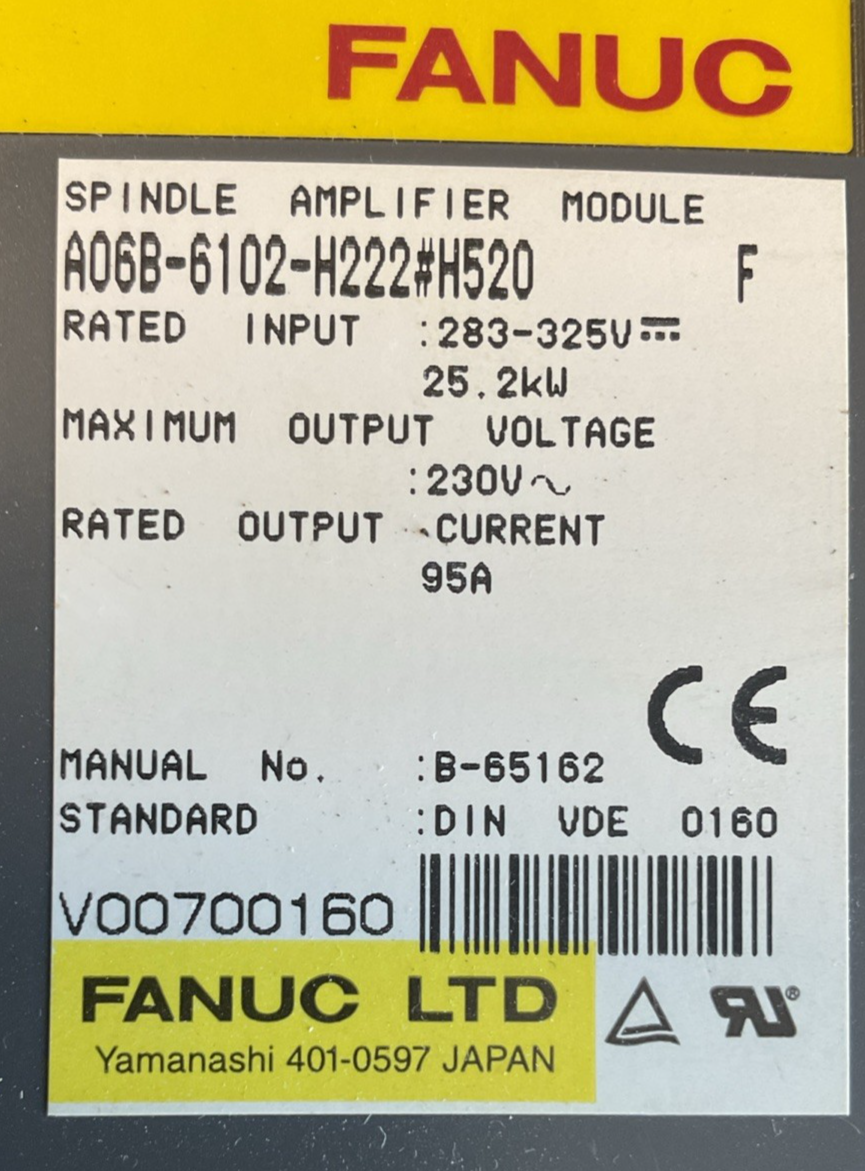 FANUC
SPINDLE AMPLIFIER MODULE
A06B-6102-H222#H520 F
RATED INPUT :283-325V⎓
25.2kW
MAXIMUM OUTPUT VOLTAGE
:230V~
RATED OUTPUT CURRENT
95A
CE
MANUAL No. :B-65162
STANDARD :DIN VDE 0160
V00700160
FANUC LTD
Yamanashi 401-0597 JAPAN
RU®